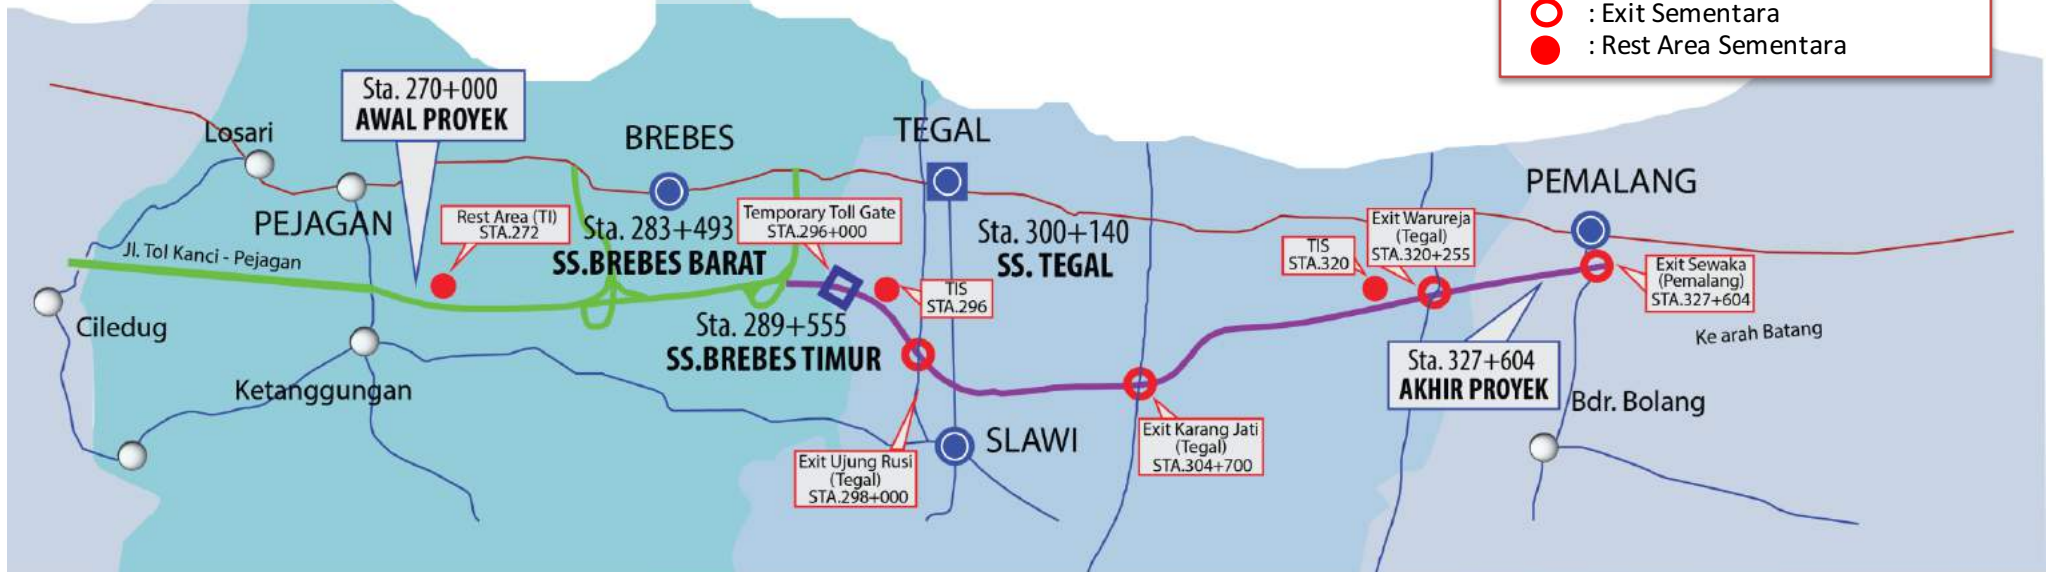 : Exit Sementara
: Rest Area Sementara
Sta. 270+000
AWAL PROYEK
Losari
BREBES
TEGAL
PEMALANG
PEJAGAN
Rest Area (TI)
STA.272
Sta. 283+493
SS.BREBES BARAT
Temporary Toll Gate
STA.296+000
Sta. 300+140
SS. TEGAL
TIS
STA.320
Exit Warureja
(Tegal)
STA.320+255
Jl. Tol Kanci - Pejagan
Exit Sewaka
(Pemalang)
STA.327+604
TIS
STA.296
Ciledug
Sta. 289+555
SS.BREBES TIMUR
Ke arah Batang
Sta. 327+604
AKHIR PROYEK
Ketanggungan
Bdr. Bolang
SLAWI
Exit Karang Jati
(Tegal)
STA.304+700
Exit Ujung Rusi
(Tegal)
STA.298+000